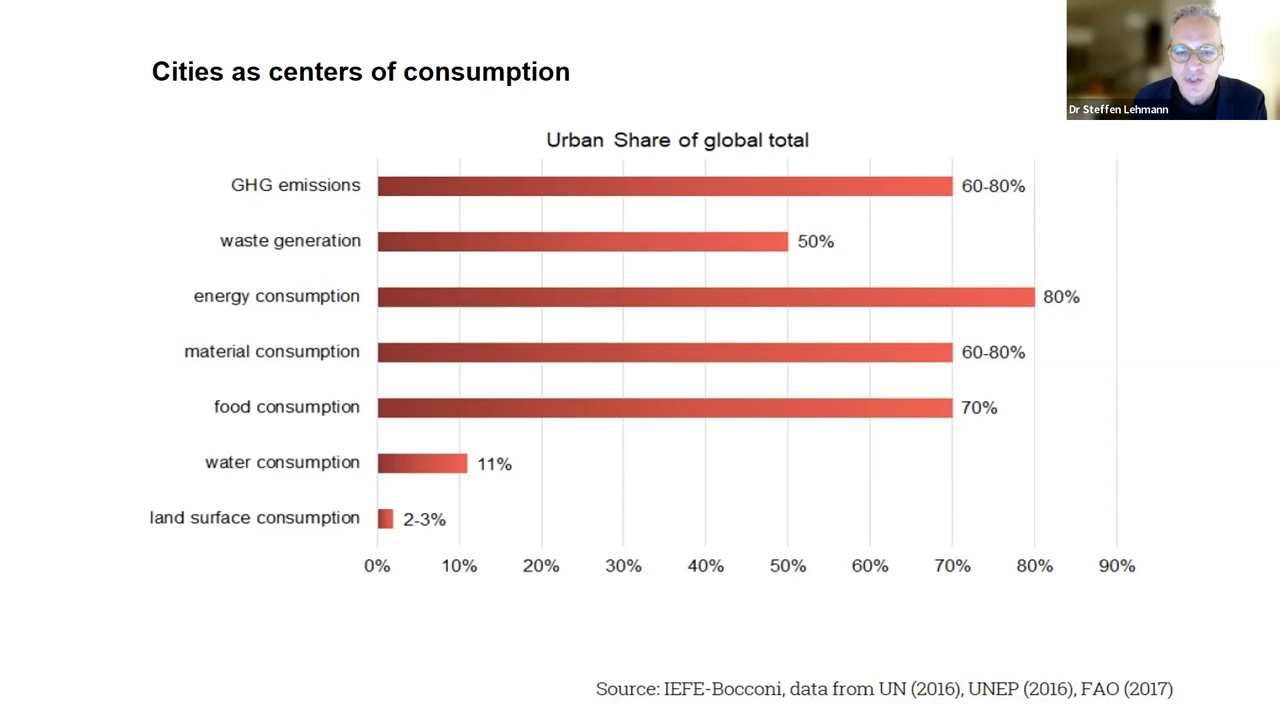 Cities as centers of consumption
Dr Steffen Lehmann
Urban Share of global total
GHG emissions 60-80%
waste generation 50%
energy consumption 80%
material consumption 60-80%
food consumption 70%
water consumption 11%
land surface consumption 2-3%
0% 10% 20% 30% 40% 50% 60% 70% 80% 90%
Source: IEFE-Bocconi, data from UN (2016), UNEP (2016), FAO (2017)